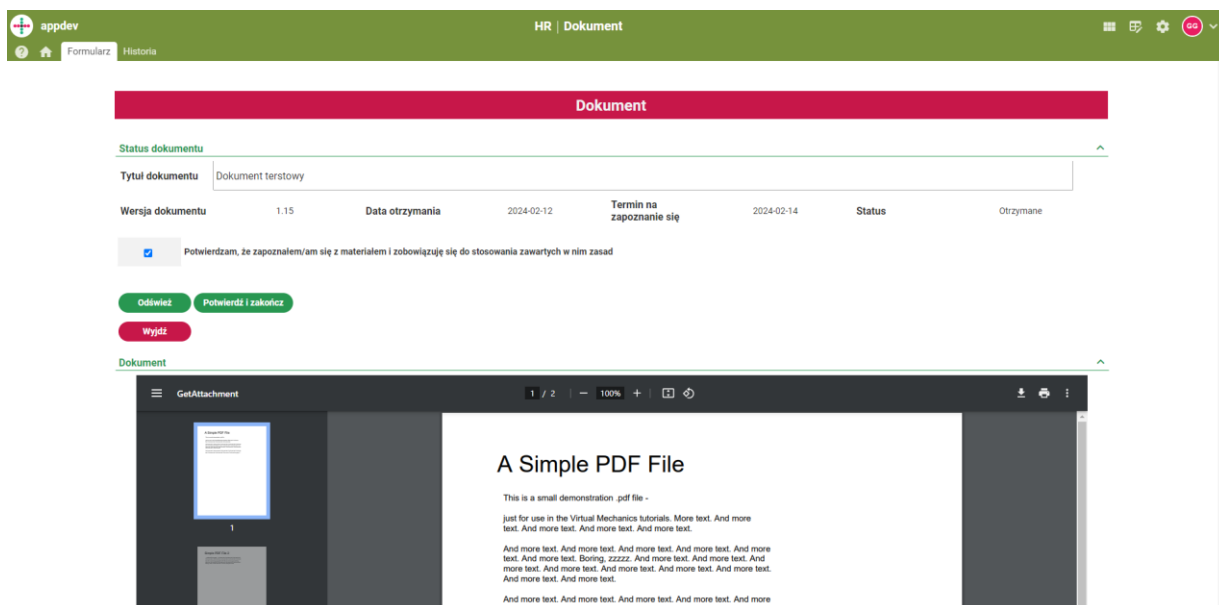 appdev
HR | Dokument
GG
Formularz Historia
Dokument
Status dokumentu
Tytuł dokumentu Dokument terstowy
Wersja dokumentu 1.15 Data otrzymania 2024-02-12 Termin na zapoznanie się 2024-02-14 Status Otrzymane
Potwierdzam, że zapoznałem/am się z materiałem i zobowiązuję się do stosowania zawartych w nim zasad
Odśwież Potwierdź i zakończ
Wyjdź
Dokument
GetAttachment 1 / 2 100%
A Simple PDF File
This is a small demonstration .pdf file -
just for use in the Virtual Mechanics tutorials. More text. And more
text. And more text. And more text. And more text.
And more text. And more text. And more text. And more text. And more
text. And more text. Boring, zzzzz. And more text. And more text. And
more text. And more text. And more text. And more text. And more text.
And more text. And more text.
And more text. And more text. And more text. And more text. And more
1